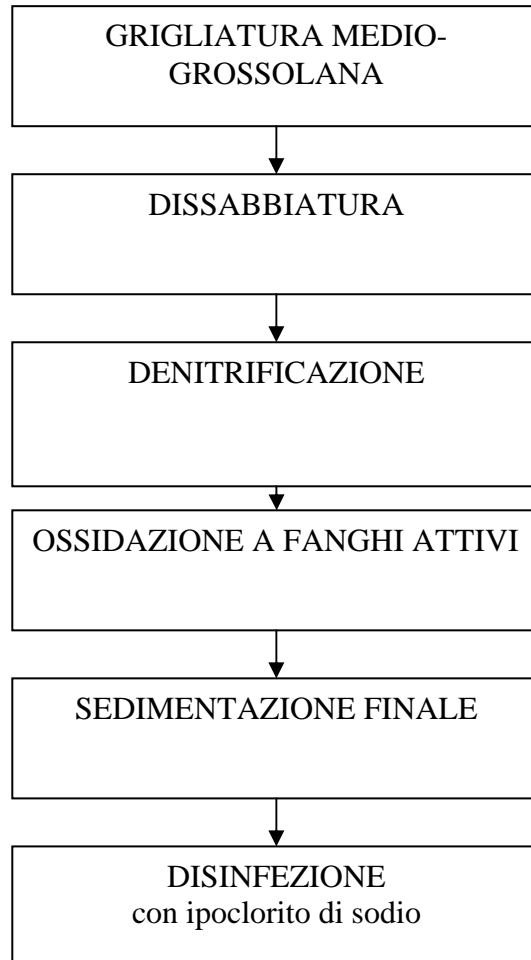 GRIGLIATURA MEDIO-
GROSSOLANA
DISSABBIATURA
DENITRIFICAZIONE
OSSIDAZIONE A FANGHI ATTIVI
SEDIMENTAZIONE FINALE
DISINFEZIONE
con ipoclorito di sodio